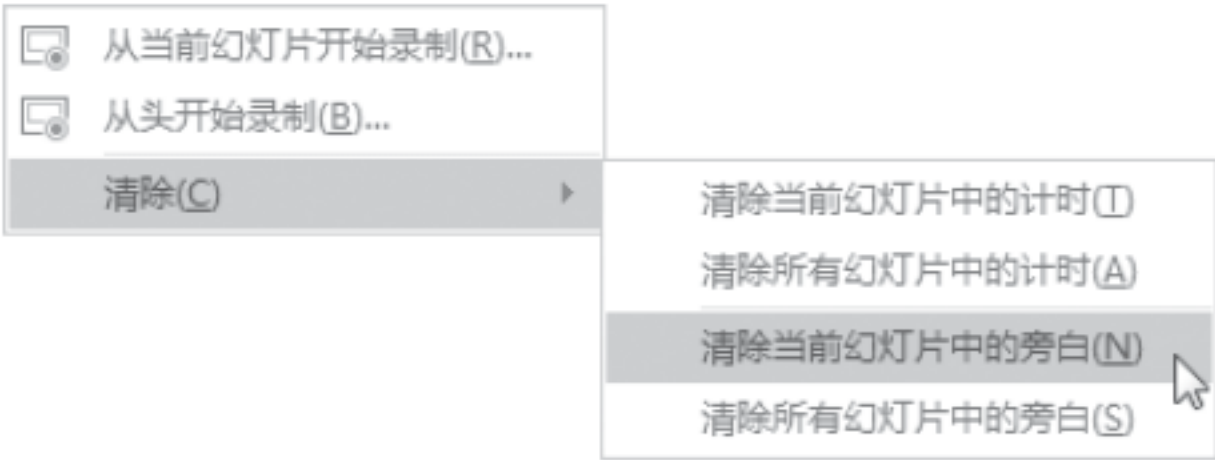 从当前幻灯片开始录制(R)...
从头开始录制(B)...
清除(C)
清除当前幻灯片中的计时(T)
清除所有幻灯片中的计时(A)
清除当前幻灯片中的旁白(N)
清除所有幻灯片中的旁白(S)